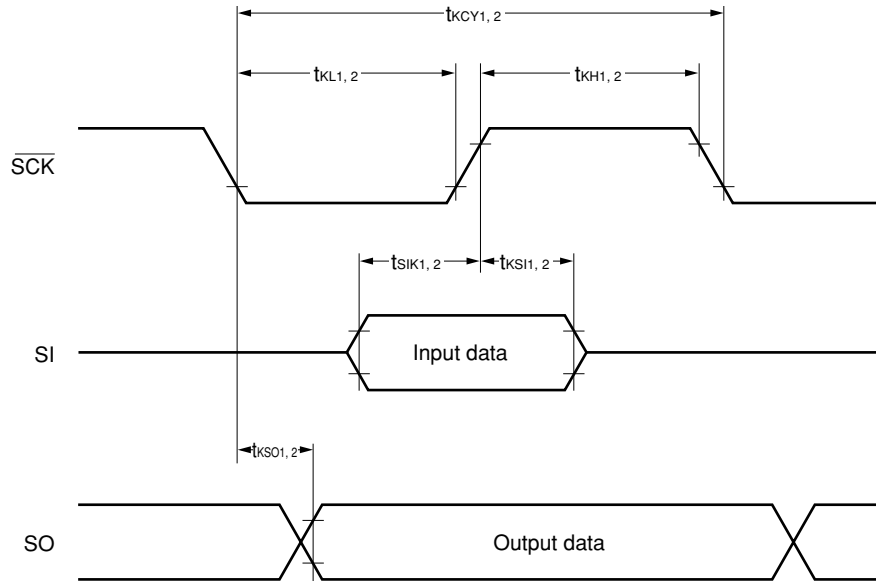 tKCY1, 2
tKL1, 2
tKH1, 2
SCK
tSIK1, 2
tKSI1, 2
SI
Input data
tKSO1, 2
SO
Output data